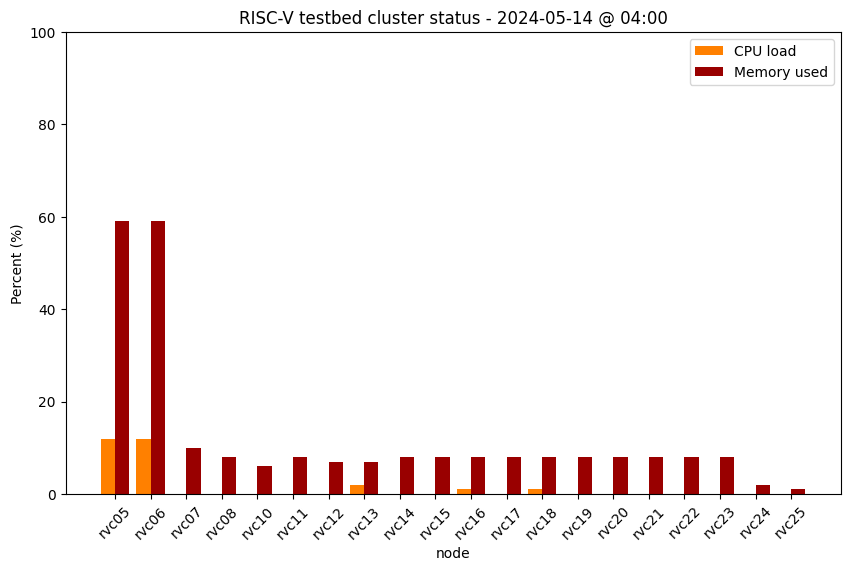 RISC-V testbed cluster status - 2024-05-14 @ 04:00
CPU load
Memory used
Percent (%)
100
80
60
40
20
0
rvc05 rvc06 rvc07 rvc08 rvc10 rvc11 rvc12 rvc13 rvc14 rvc15 rvc16 rvc17 rvc18 rvc19 rvc20 rvc21 rvc22 rvc23 rvc24 rvc25
node